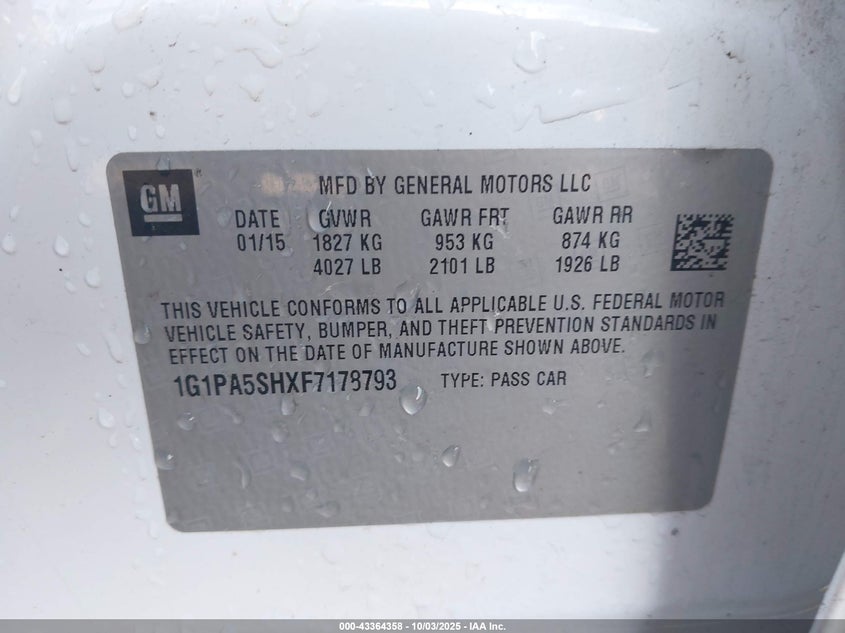 GM
MFD BY GENERAL MOTORS LLC
DATE GVWR GAWR FRT GAWR RR
01/15 1827 KG 953 KG 874 KG
4027 LB 2101 LB 1926 LB
THIS VEHICLE CONFORMS TO ALL APPLICABLE U.S. FEDERAL MOTOR
VEHICLE SAFETY, BUMPER, AND THEFT PREVENTION STANDARDS IN
EFFECT ON THE DATE OF MANUFACTURE SHOWN ABOVE.
1G1PA5SHXF7178793 TYPE: PASS CAR
000-43364358 - 10/03/2025 - IAA Inc.